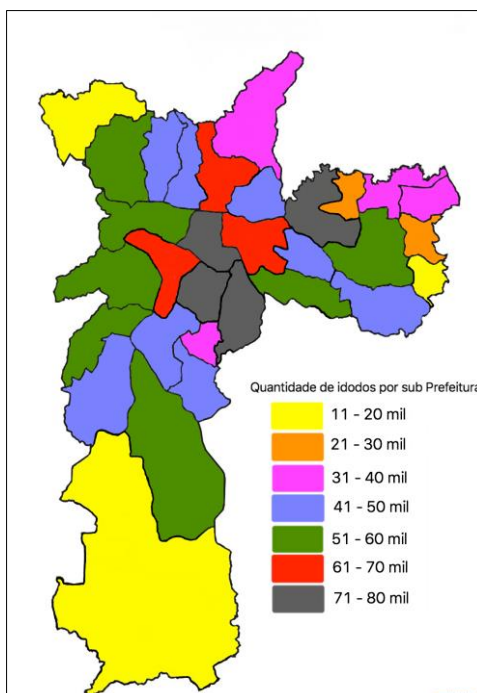 Quantidade de idodos por sub Prefeitura
11 - 20 mil
21 - 30 mil
31 - 40 mil
41 - 50 mil
51 - 60 mil
61 - 70 mil
71 - 80 mil